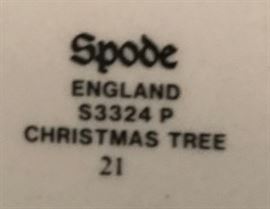 Spode
ENGLAND
S3324 P
CHRISTMAS TREE
21